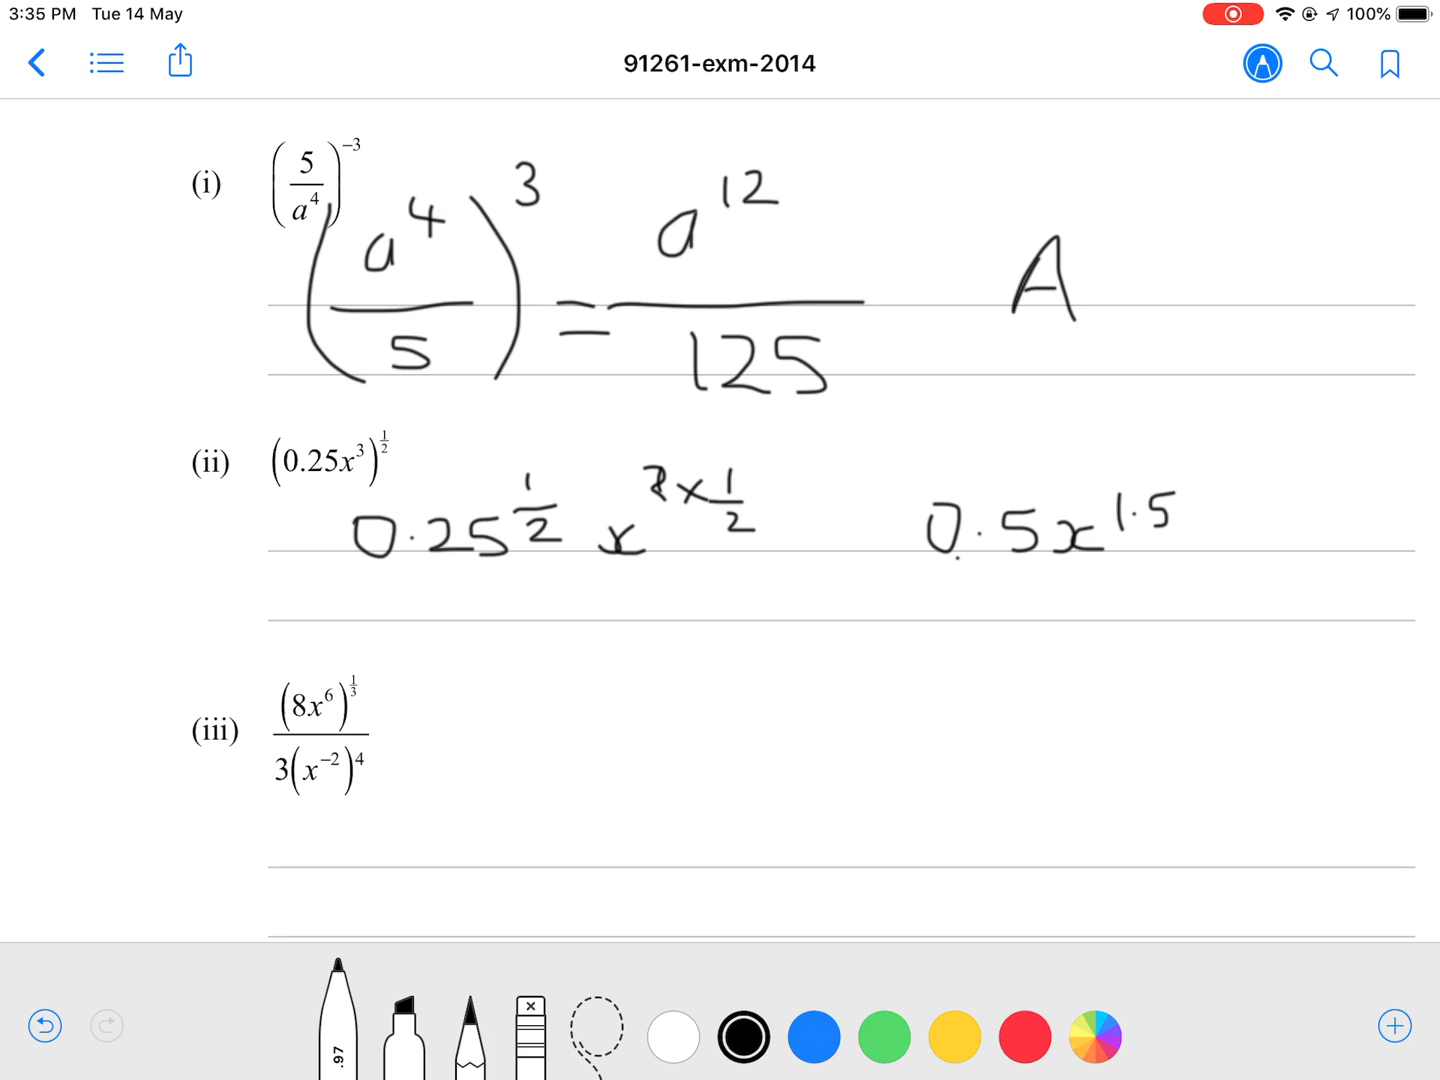 3:35 PM Tue 14 May 100%
91261-exm-2014
(i) (5/a⁴)⁻³
(a⁴/5)³ = a¹²/125 A
(ii) (0.25x³)^(1/2)
0.25^(1/2) x^(3×1/2) 0.5x^1.5
(iii) (8x⁶)^(1/3) / 3(x⁻²)⁴
.97